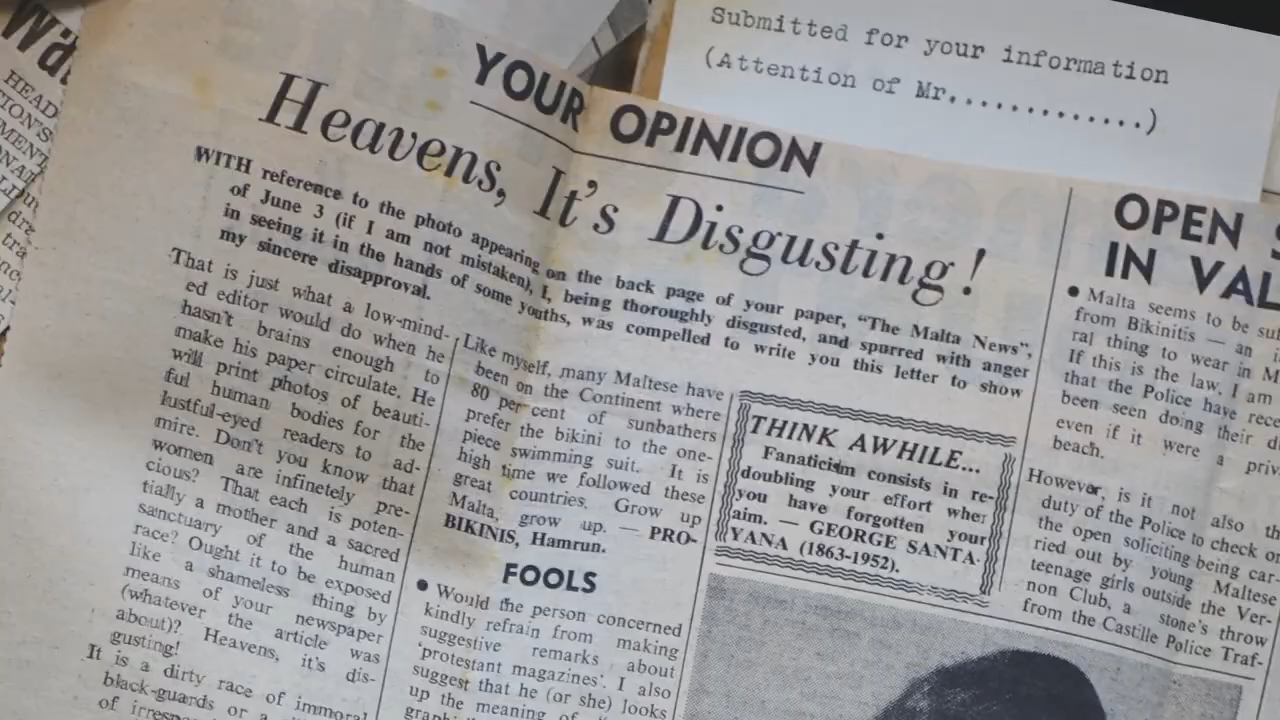 Wa
HEAD
TION'S
MENT
ONAT
Submitted for your information
(Attention of Mr.............)
YOUR OPINION
Heavens, It's Disgusting!
WITH reference to the photo appearing on the back page of your paper, “The Malta News”,
of June 3 (if I am not mistaken), I, being thoroughly disgusted, and spurred with anger
in seeing it in the hands of some youths, was compelled to write you this letter to show
my sincere disapproval.
That is just what a low-mind-
ed editor would do when he
hasn't brains enough to
make his paper circulate. He
will print photos of beauti-
ful human bodies for the
lustful-eyed readers to ad-
mire. Don't you know that
women are infinetely pre-
cious? That each is poten-
tially a mother and a sacred
sanctuary of the human
race? Ought it to be exposed
like a shameless thing by
means of your newspaper
(whatever the article was
about)? Heavens, it's dis-
gusting!
It is a dirty race of immoral
black-guards or a
of
Like myself, many Maltese have
been on the Continent where
80 per cent of sunbathers
prefer the bikini to the one-
piece swimming suit. It is
high time we followed these
great countries. Grow up
Malta, grow up. — PRO-
BIKINIS, Hamrun.
FOOLS
• Would the person concerned
kindly refrain from making
suggestive remarks about
'protestant magazines'. I also
suggest that he (or she) looks
up the meaning of
THINK AWHILE...
Fanaticism consists in re-
doubling your effort wher
you have forgotten your
aim. — GEORGE SANTA-
YANA (1863-1952).
OPEN S
IN VAL
• Malta seems to be su
from Bikinitis — an i
ral thing to wear in M
If this is the law. I am
that the Police have rece
been seen doing their d
even if it were a priv
beach.
However, is it not also th
duty of the Police to check on
the open soliciting being car-
ried out by young Maltese
teenage girls outside the Ver-
non Club, a stone's throw
from the Castille Police Traf-